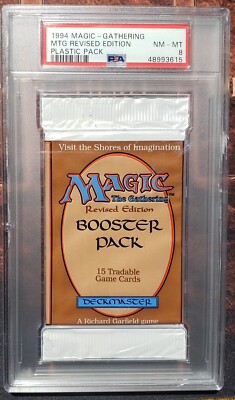 1994 MAGIC - GATHERING
MTG REVISED EDITION NM - MT
PLASTIC PACK PSA 8
48993615
Visit the Shores of Imagination
MAGIC
The Gathering
Revised Edition
BOOSTER
PACK
15 Tradable
Game Cards
DECKMASTER
A Richard Garfield game